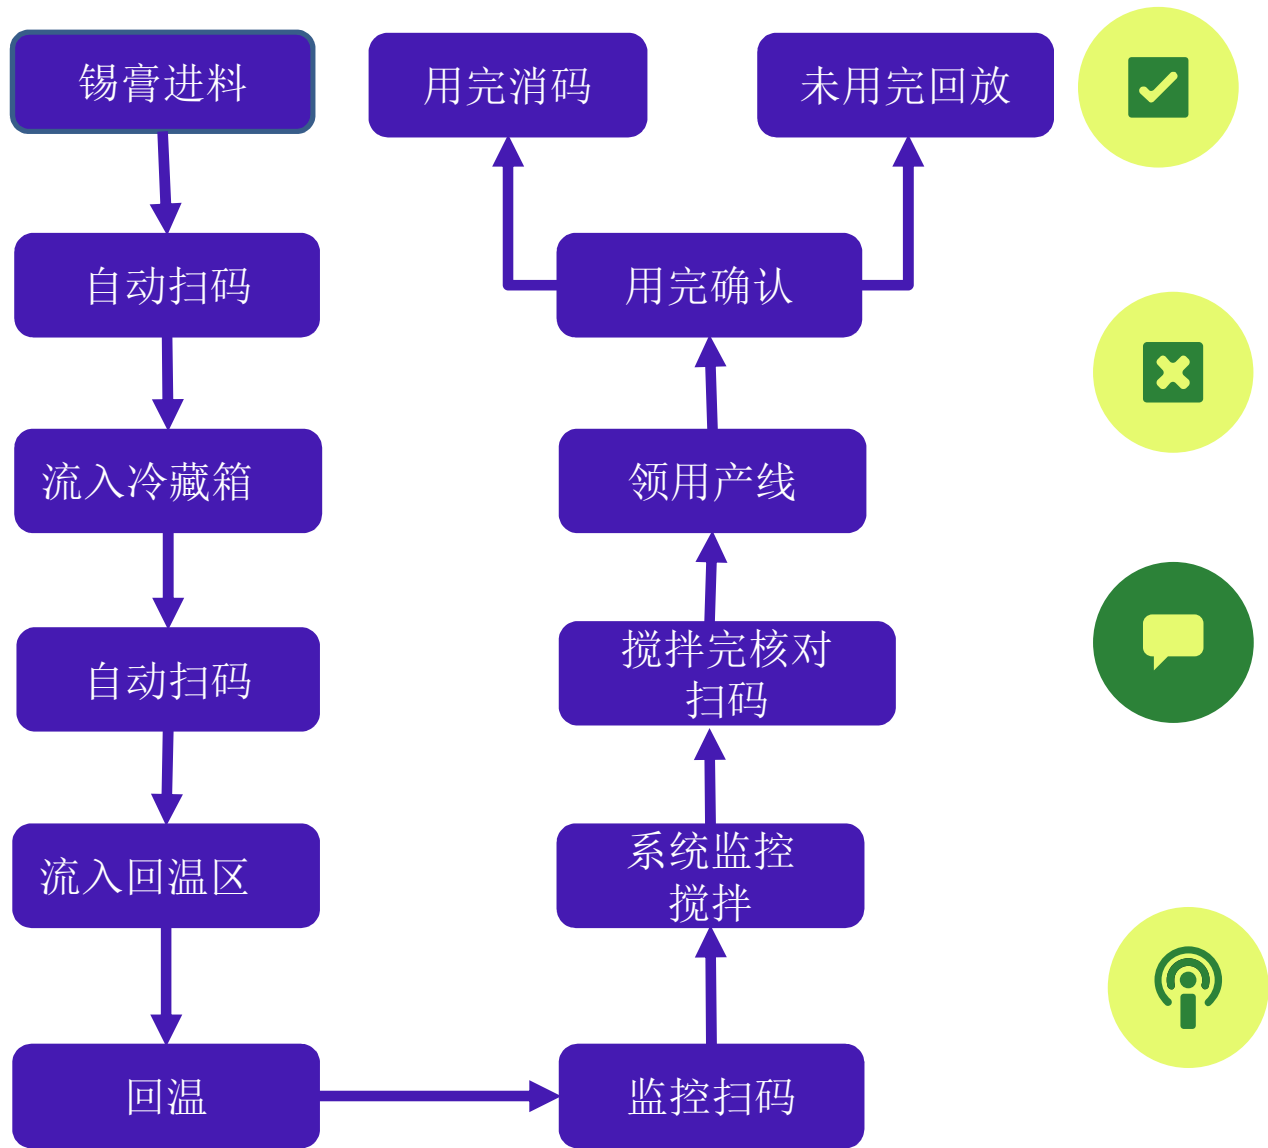 锡膏进料
自动扫码
流入冷藏箱
自动扫码
流入回温区
回温
监控扫码
系统监控
搅拌
搅拌完核对
扫码
领用产线
用完确认
用完消码
未用完回放